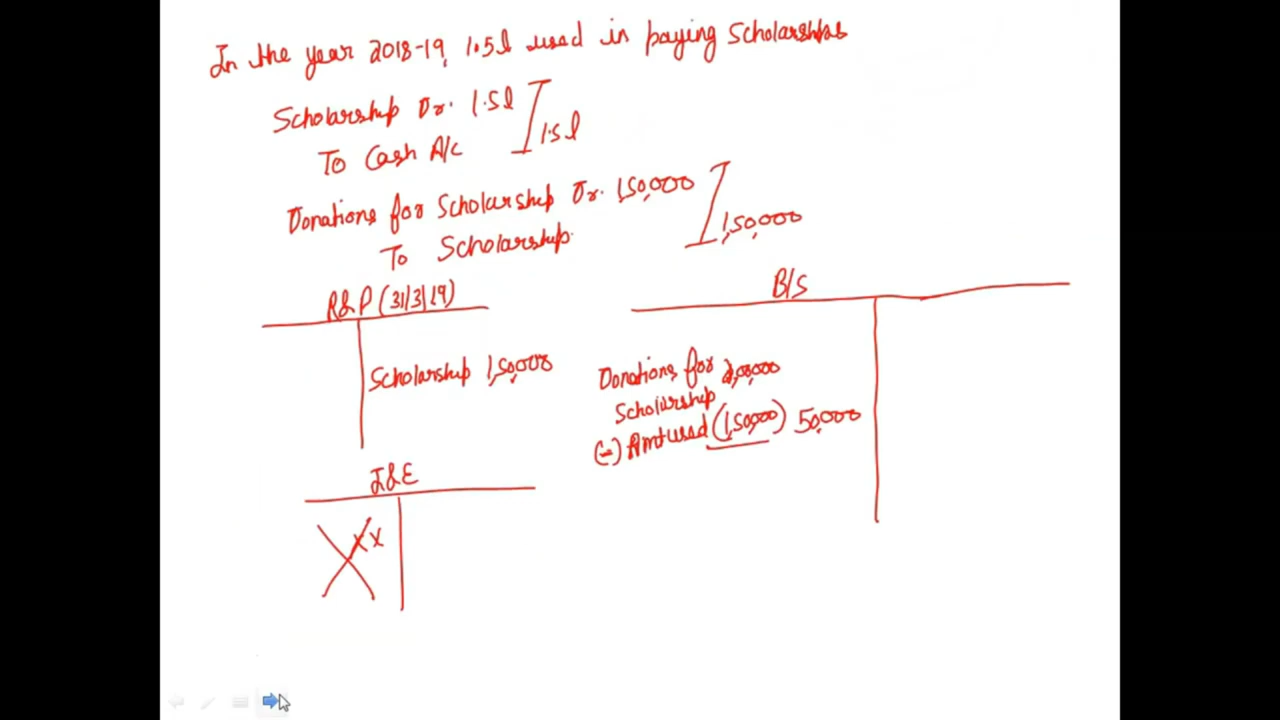 In the year 2018-19, 1.5l used in paying Scholarships
Scholarship Dr. 1.5l
To Cash A/c 1.5l
Donations for Scholarship Dr. 1,50,000
To Scholarship 1,50,000
R&P (31/3/19)
Scholarship 1,50,000
B/S
Donations for 2,00,000
Scholarship
(-) Amt used (1,50,000) 50,000
I&E
xx